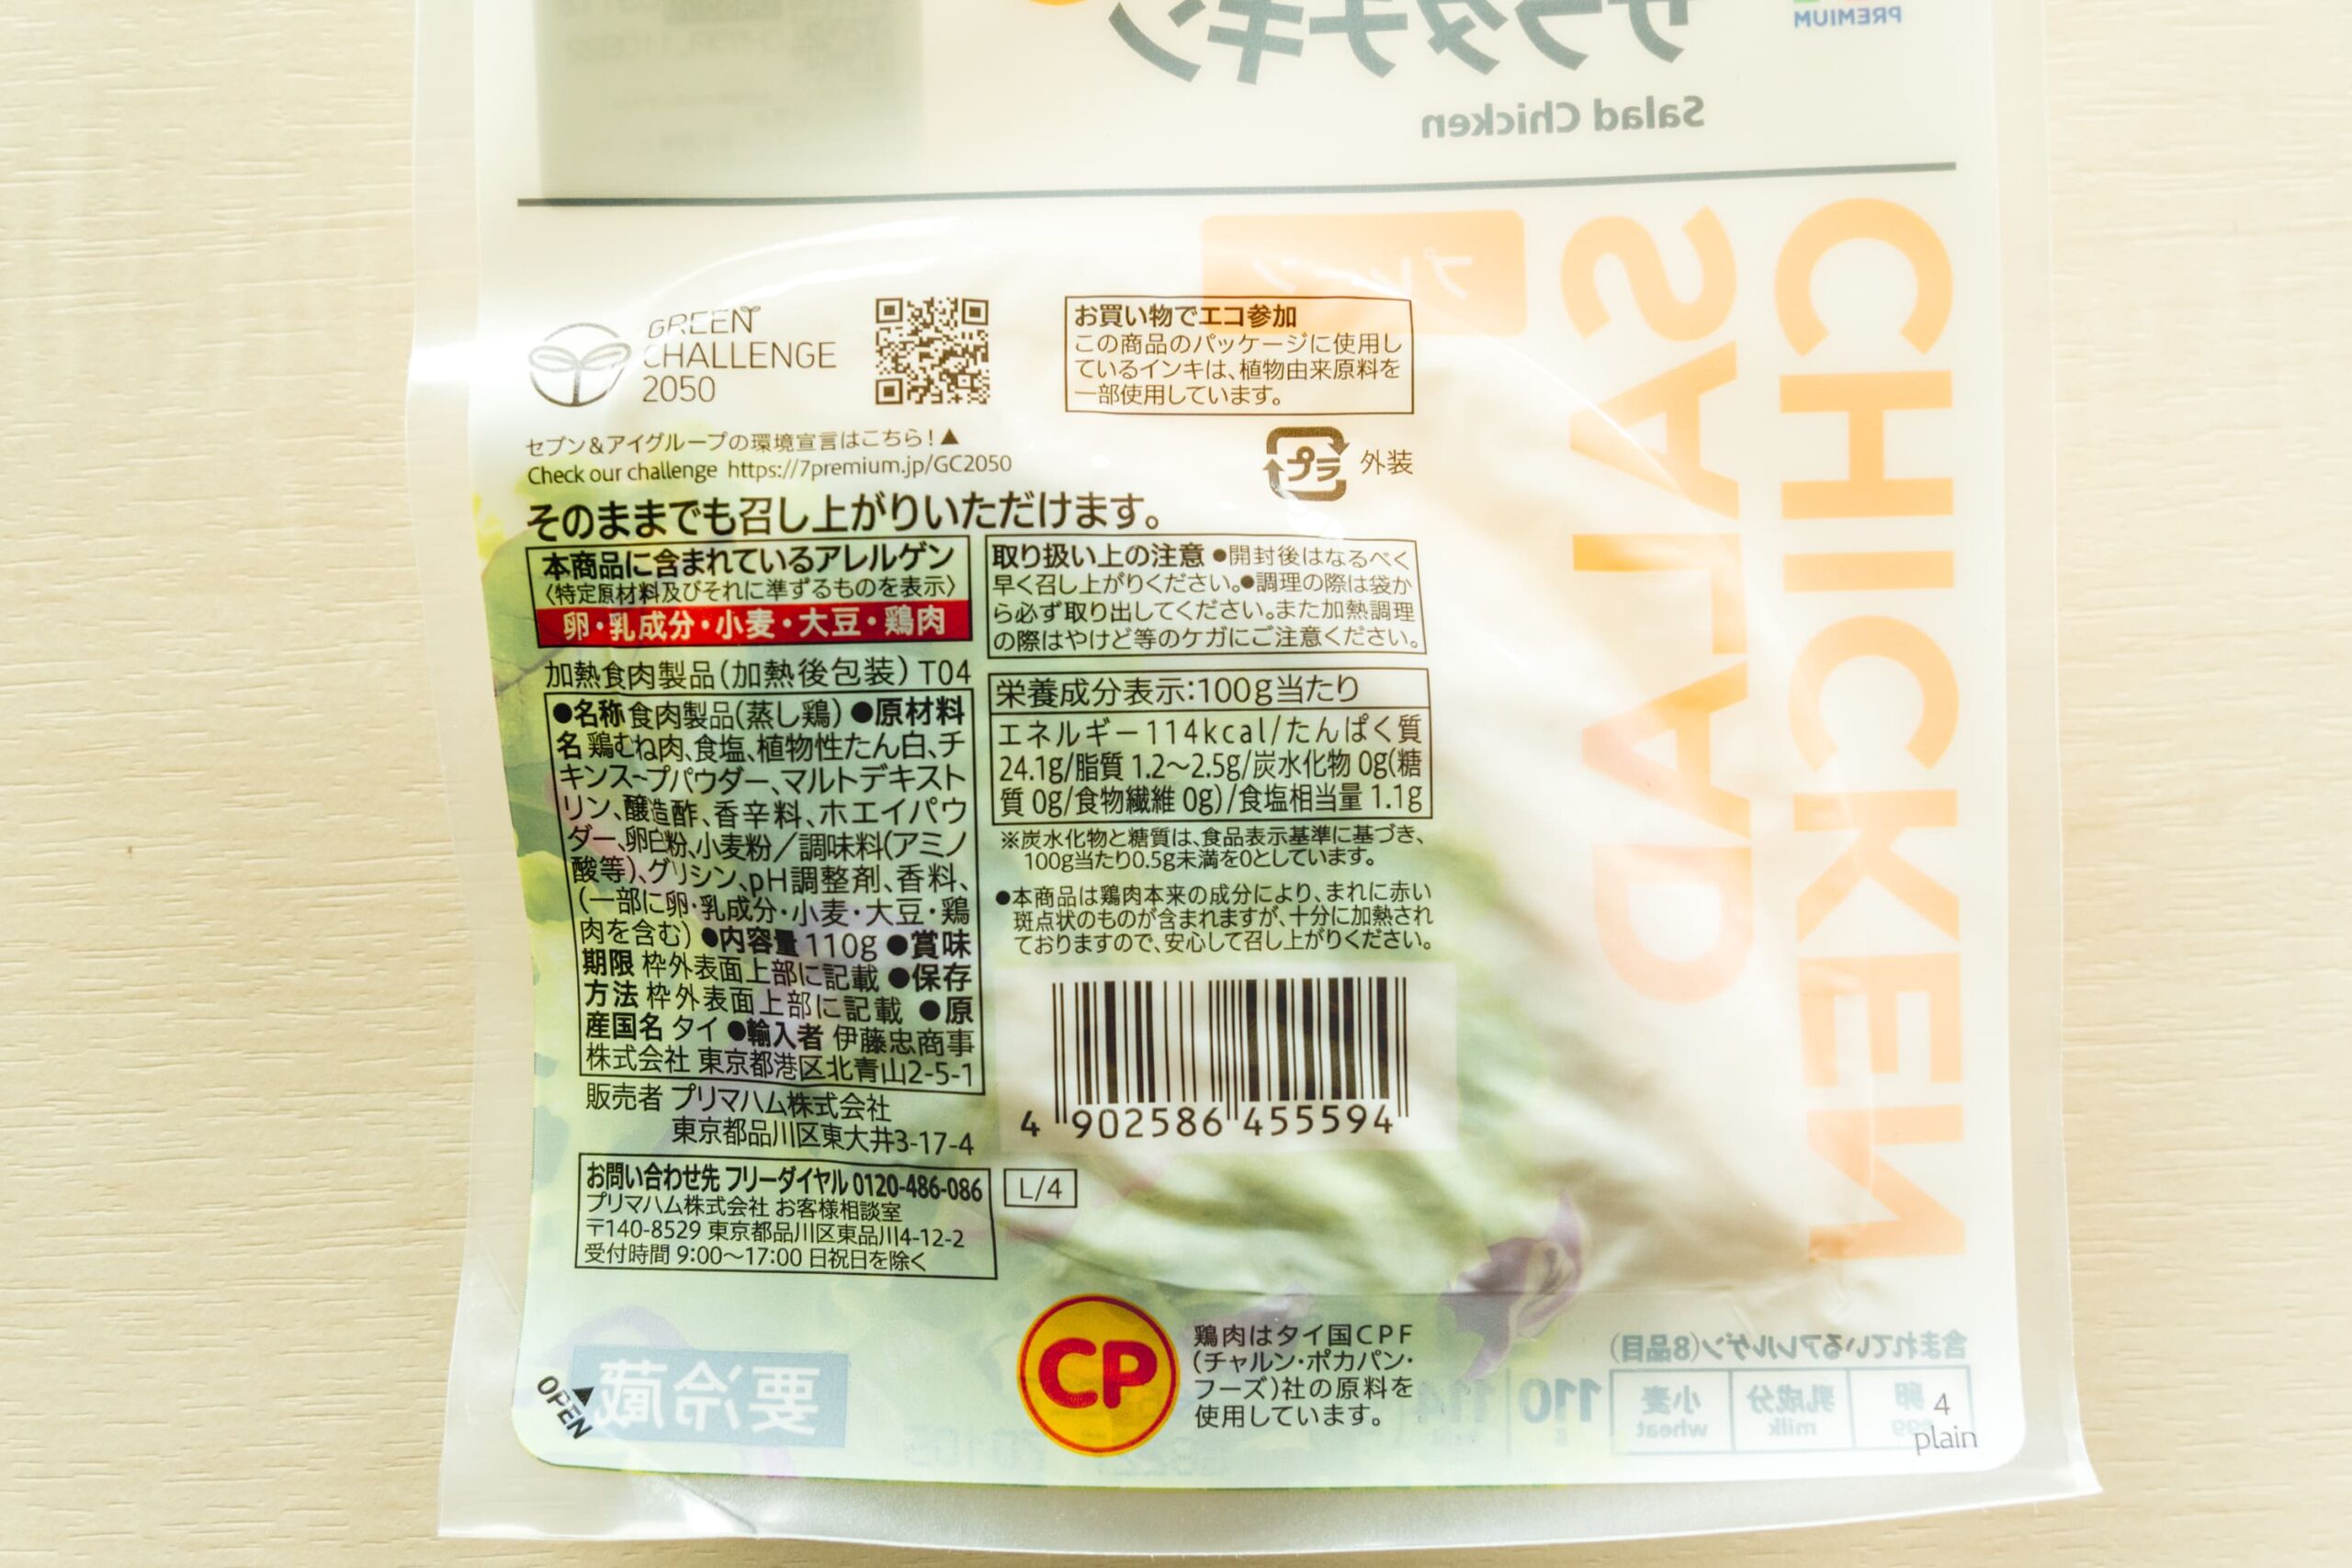 PREMIUM
サラダチキン
Salad Chicken
CHICKEN
SALAD
GREEN
CHALLENGE
2050
お買い物でエコ参加
この商品のパッケージに使用し
ているインキは、植物由来原料を
一部使用しています。
セブン&アイグループの環境宣言はこちら!▲
Check our challenge https://7premium.jp/GC2050
プラ 外装
そのままでも召し上がりいただけます。
本商品に含まれているアレルゲン
〈特定原材料及びそれに準ずるものを表示〉
卵・乳成分・小麦・大豆・鶏肉
取り扱い上の注意 ●開封後はなるべく
早く召し上がりください。●調理の際は袋か
ら必ず取り出してください。また加熱調理
の際はやけど等のケガにご注意ください。
加熱食肉製品(加熱後包装) T04
●名称 食肉製品(蒸し鶏) ●原材料
名 鶏むね肉、食塩、植物性たん白、チ
キンスープパウダー、マルトデキスト
リン、醸造酢、香辛料、ホエイパウ
ダー、卵白粉、小麦粉/調味料(アミノ
酸等)、グリシン、pH調整剤、香料、
(一部に卵・乳成分・小麦・大豆・鶏
肉を含む) ●内容量 110g ●賞味
期限 枠外表面上部に記載 ●保存
方法 枠外表面上部に記載 ●原
産国名 タイ ●輸入者 伊藤忠商事
株式会社 東京都港区北青山2-5-1
販売者 プリマハム株式会社
東京都品川区東大井3-17-4
お問い合わせ先 フリーダイヤル 0120-486-086
プリマハム株式会社 お客様相談室
〒140-8529 東京都品川区東品川4-12-2
受付時間 9:00~17:00 日祝日を除く
栄養成分表示:100g当たり
エネルギー 114kcal/たんぱく質
24.1g/脂質 1.2~2.5g/炭水化物 0g(糖
質 0g/食物繊維 0g)/食塩相当量 1.1g
※炭水化物と糖質は、食品表示基準に基づき、
100g当たり0.5g未満を0としています。
●本商品は鶏肉本来の成分により、まれに赤い
斑点状のものが含まれますが、十分に加熱され
ておりますので、安心して召し上がりください。
4 902586 455594
L/4
CP
鶏肉はタイ国CPF
(チャルン・ポカパン・
フーズ)社の原料を
使用しています。
OPEN
要冷蔵
含まれているアレルゲン(8品目)
卵 乳成分 小麦
egg milk wheat
110
114
4
plain